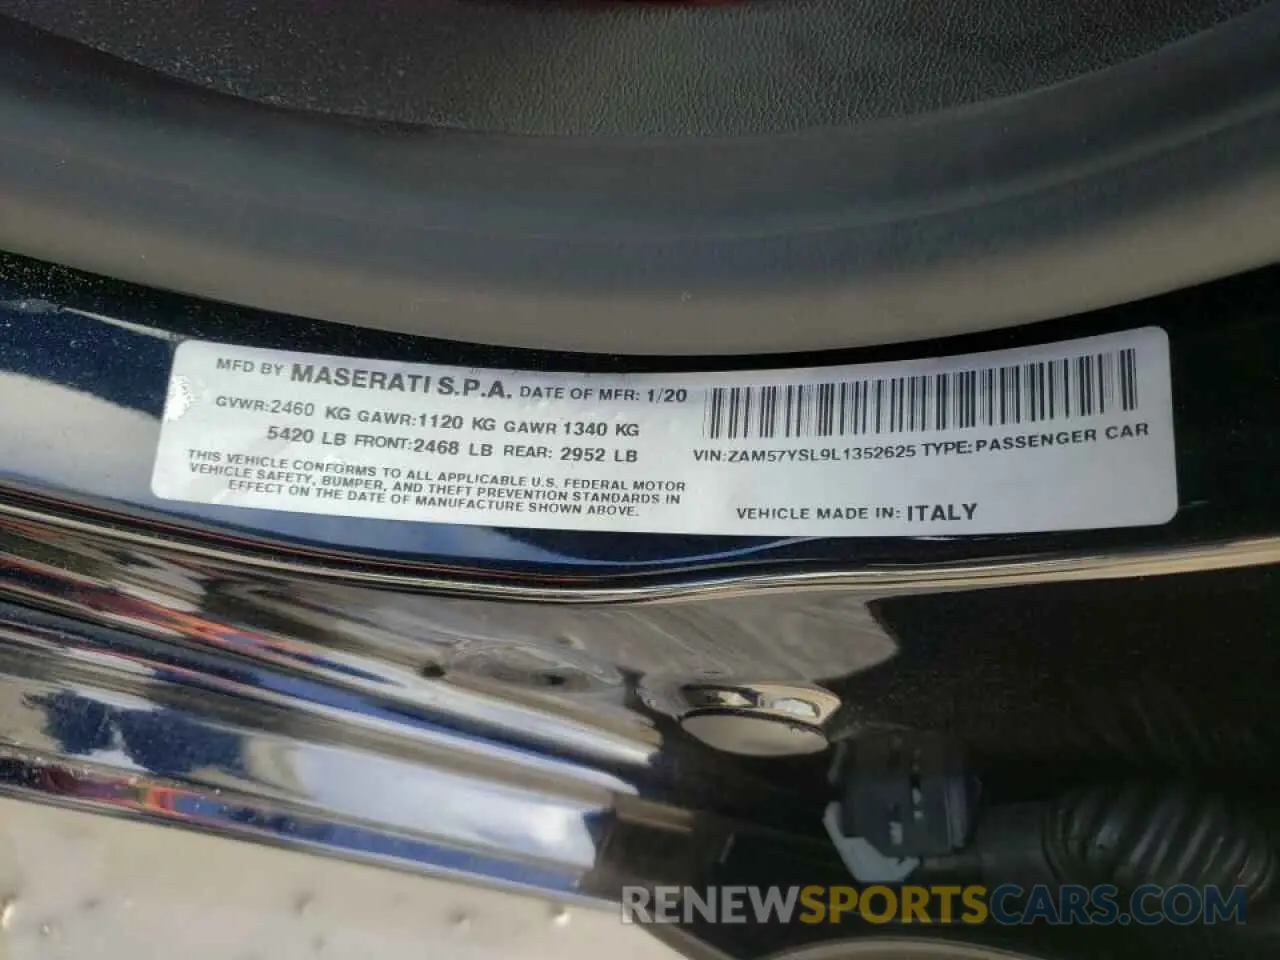 MFD BY MASERATI S.P.A. DATE OF MFR: 1/20
GVWR:2460 KG GAWR:1120 KG GAWR 1340 KG
5420 LB FRONT:2468 LB REAR: 2952 LB
THIS VEHICLE CONFORMS TO ALL APPLICABLE U.S. FEDERAL MOTOR
VEHICLE SAFETY, BUMPER, AND THEFT PREVENTION STANDARDS IN
EFFECT ON THE DATE OF MANUFACTURE SHOWN ABOVE.
VIN:ZAM57YSL9L1352625 TYPE:PASSENGER CAR
VEHICLE MADE IN: ITALY
RENEWSPORTSCARS.COM